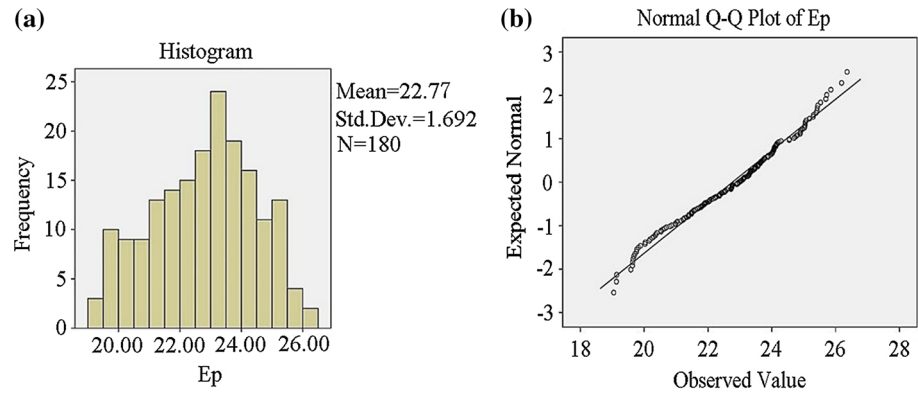 (a)
Histogram
Mean=22.77
Std.Dev.=1.692
N=180
Frequency
25
20
15
10
5
0
20.00 22.00 24.00 26.00
Ep
(b)
Normal Q-Q Plot of Ep
Expected Normal
3
2
1
0
-1
-2
-3
18 20 22 24 26 28
Observed Value